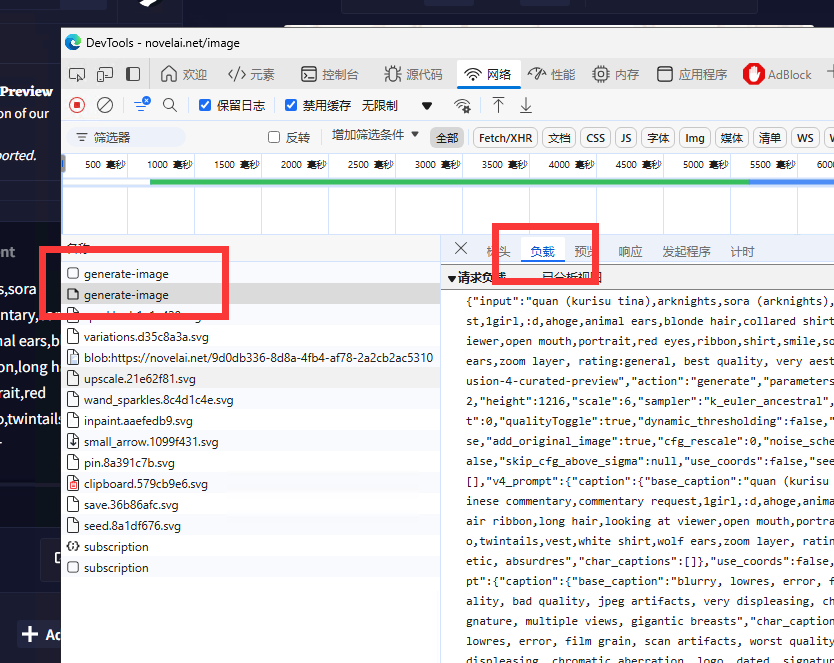 DevTools - novelai.net/image
欢迎
元素
控制台
源代码
网络
性能
内存
应用程序
AdBlock
保留日志
禁用缓存
无限制
筛选器
反转
增加筛选条件
全部
Fetch/XHR
文档
CSS
JS
字体
Img
媒体
清单
WS
500 毫秒
1000 毫秒
1500 毫秒
2000 毫秒
2500 毫秒
3000 毫秒
3500 毫秒
4000 毫秒
4500 毫秒
5000 毫秒
5500 毫秒
Preview
on of our
ported.
nt
s,sora
entary,
nal ears,b
on,long h
rait,red
o,twintails
Ac
名称
generate-image
generate-image
variations.d35c8a3a.svg
blob:https://novelai.net/9d0db336-8d8a-4fb4-af78-2a2cb2ac5310
upscale.21e62f81.svg
wand_sparkles.8c4d1c4e.svg
inpaint.aaefedb9.svg
small_arrow.1099f431.svg
pin.8a391c7b.svg
clipboard.579cb9e6.svg
save.36b86afc.svg
seed.8a1df676.svg
subscription
subscription
标头
负载
预览
响应
发起程序
计时
请求负载
已分析视图
{"input":"quan (kurisu tina),arknights,sora (arknights),
st,1girl,:d,ahoge,animal ears,blonde hair,collared shirt
iewer,open mouth,portrait,red eyes,ribbon,shirt,smile,so
ears,zoom layer, rating:general, best quality, very aest
usion-4-curated-preview","action":"generate","parameters
2,"height":1216,"scale":6,"sampler":"k_euler_ancestral",
t":0,"qualityToggle":true,"dynamic_thresholding":false,"
se,"add_original_image":true,"cfg_rescale":0,"noise_sche
alse,"skip_cfg_above_sigma":null,"use_coords":false,"see
[],"v4_prompt":{"caption":{"base_caption":"quan (kurisu
inese commentary,commentary request,1girl,:d,ahoge,anima
air ribbon,long hair,looking at viewer,open mouth,portra
o,twintails,vest,white shirt,wolf ears,zoom layer, ratin
etic, absurdres","char_captions":[]},"use_coords":false,
pt":{"caption":{"base_caption":"blurry, lowres, error, f
ality, bad quality, jpeg artifacts, very displeasing, ch
gnature, multiple views, gigantic breasts","char_caption
lowres, error, film grain, scan artifacts, worst quality
displeasing, chromatic aberration, logo, dated, signatur